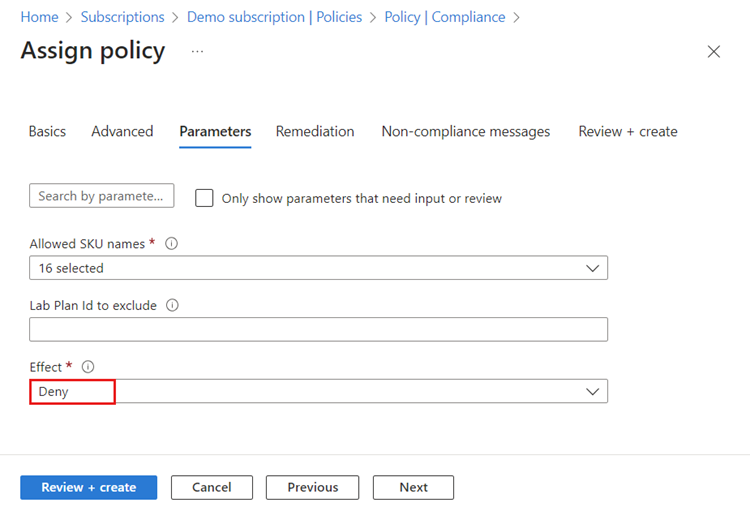 Home > Subscriptions > Demo subscription | Policies > Policy | Compliance >
Assign policy ...
Basics Advanced Parameters Remediation Non-compliance messages Review + create
Search by paramete... Only show parameters that need input or review
Allowed SKU names *
16 selected
Lab Plan Id to exclude
Effect *
Deny
Review + create Cancel Previous Next